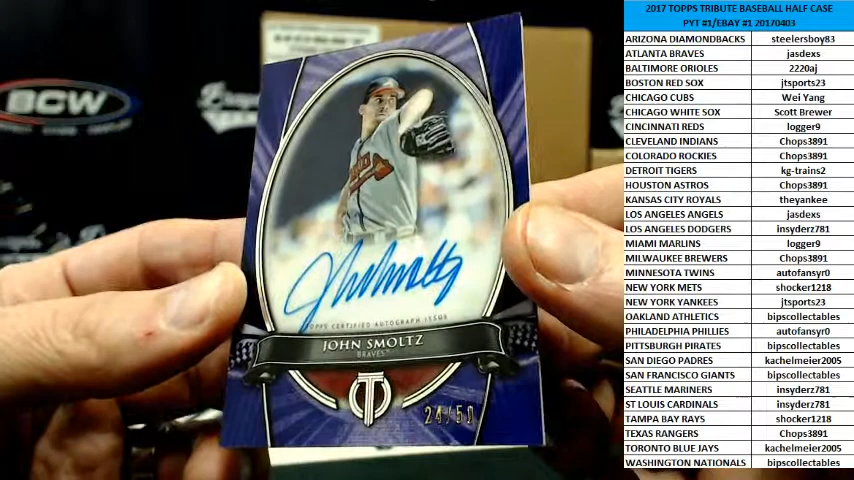 BCW
John Smoltz
TOPPS CERTIFIED AUTOGRAPH ISSUE
JOHN SMOLTZ
BRAVES
24/50
2017 TOPPS TRIBUTE BASEBALL HALF CASE
PYT #1/EBAY #1 20170403
ARIZONA DIAMONDBACKS steelersboy83
ATLANTA BRAVES jasdexs
BALTIMORE ORIOLES 2220aj
BOSTON RED SOX jtsports23
CHICAGO CUBS Wei Yang
CHICAGO WHITE SOX Scott Brewer
CINCINNATI REDS logger9
CLEVELAND INDIANS Chops3891
COLORADO ROCKIES Chops3891
DETROIT TIGERS kg-trains2
HOUSTON ASTROS Chops3891
KANSAS CITY ROYALS theyankee
LOS ANGELES ANGELS jasdexs
LOS ANGELES DODGERS insyderz781
MIAMI MARLINS logger9
MILWAUKEE BREWERS Chops3891
MINNESOTA TWINS autofansyr0
NEW YORK METS shocker1218
NEW YORK YANKEES jtsports23
OAKLAND ATHLETICS bipscollectables
PHILADELPHIA PHILLIES autofansyr0
PITTSBURGH PIRATES bipscollectables
SAN DIEGO PADRES kachelmeier2005
SAN FRANCISCO GIANTS bipscollectables
SEATTLE MARINERS insyderz781
ST LOUIS CARDINALS insyderz781
TAMPA BAY RAYS shocker1218
TEXAS RANGERS Chops3891
TORONTO BLUE JAYS kachelmeier2005
WASHINGTON NATIONALS bipscollectables